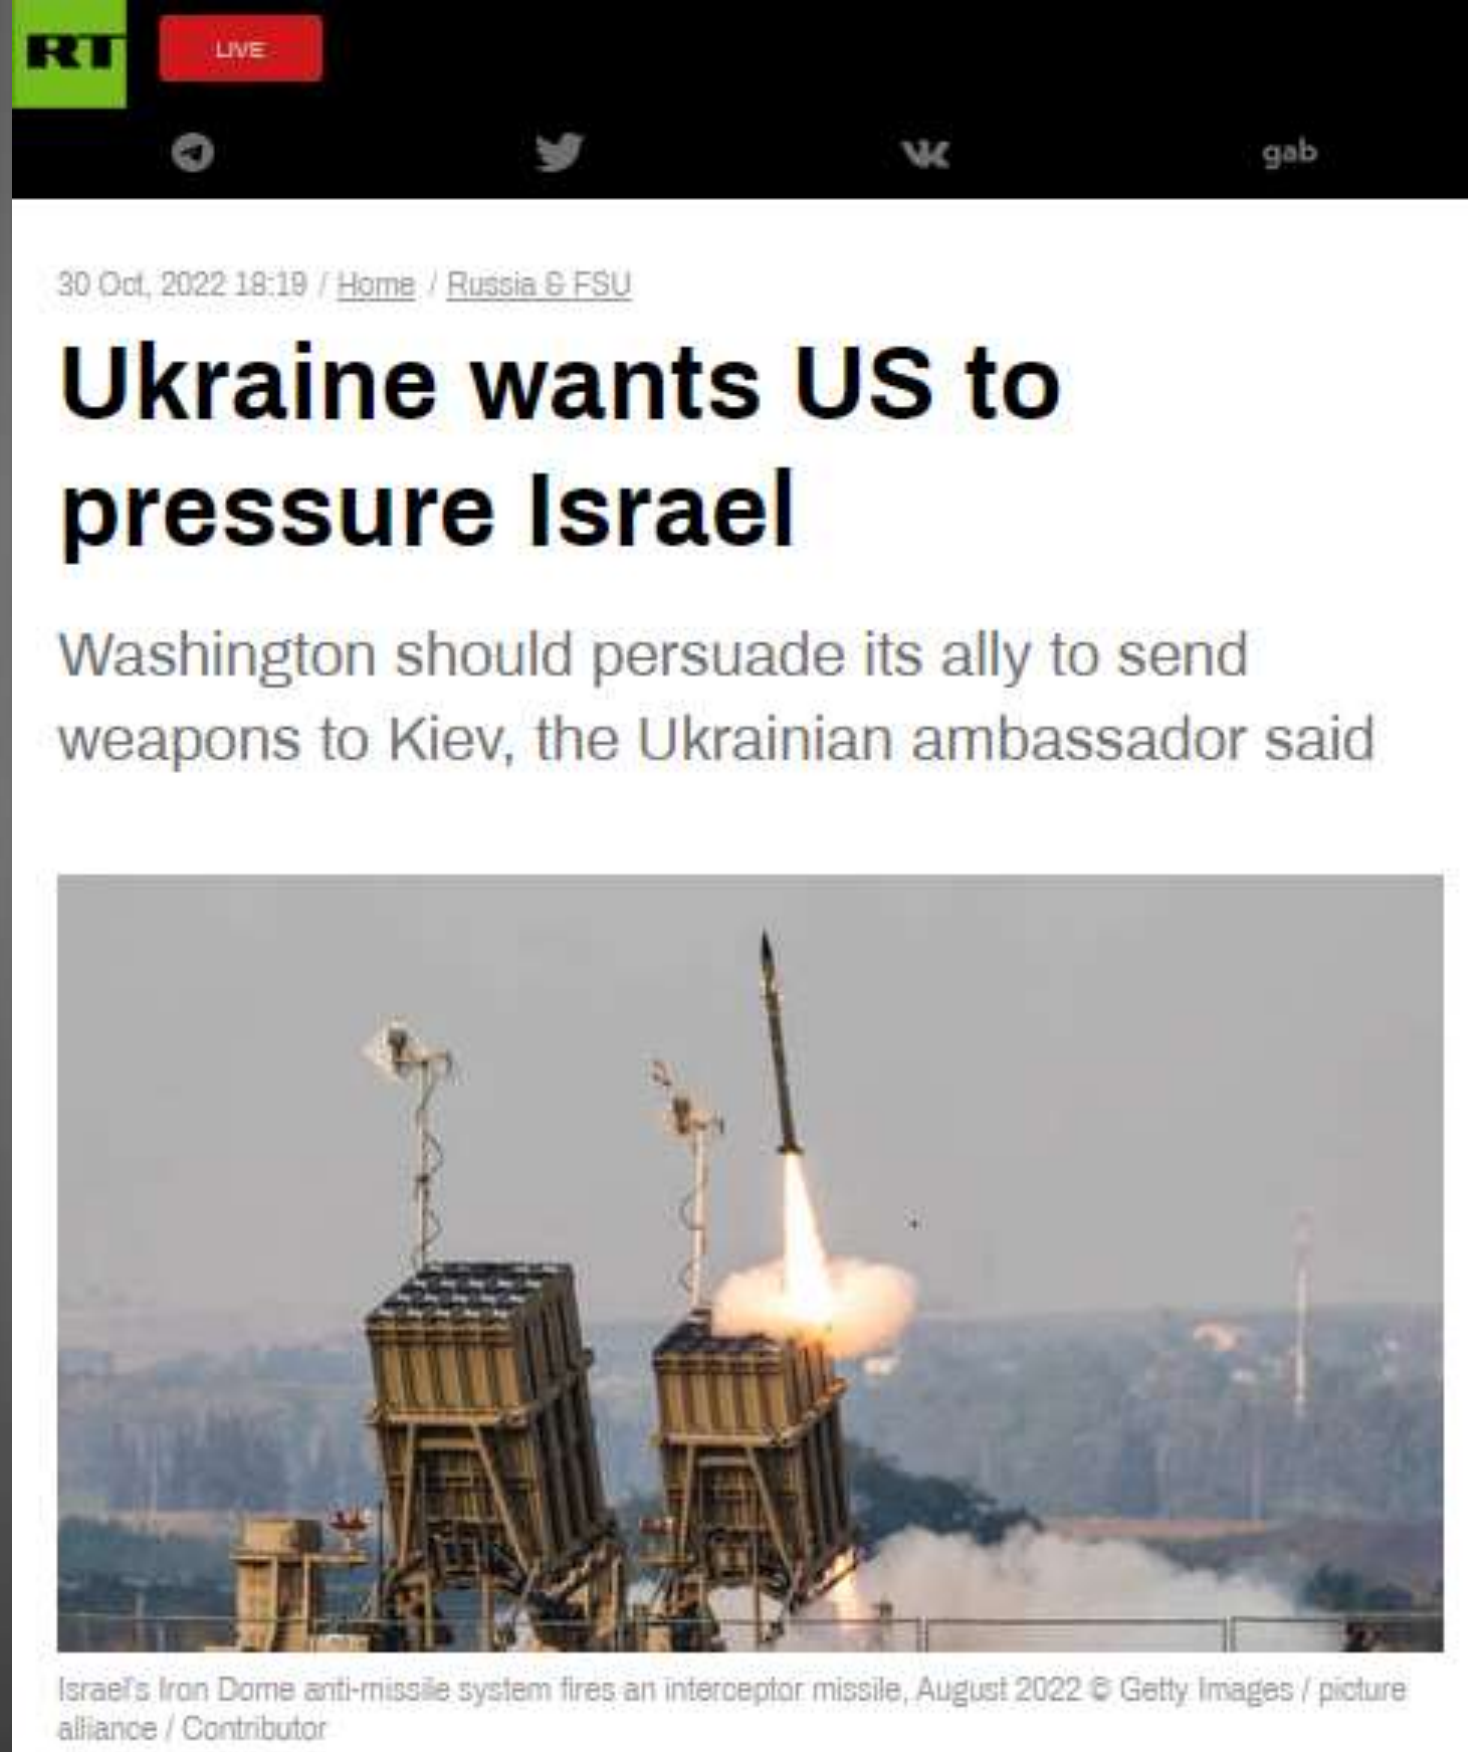 RT
LIVE
gab
30 Oct, 2022 18:19 / Home / Russia & FSU
Ukraine wants US to
pressure Israel
Washington should persuade its ally to send
weapons to Kiev, the Ukrainian ambassador said
Israel's Iron Dome anti-missile system fires an interceptor missile, August 2022 © Getty Images / picture
alliance / Contributor